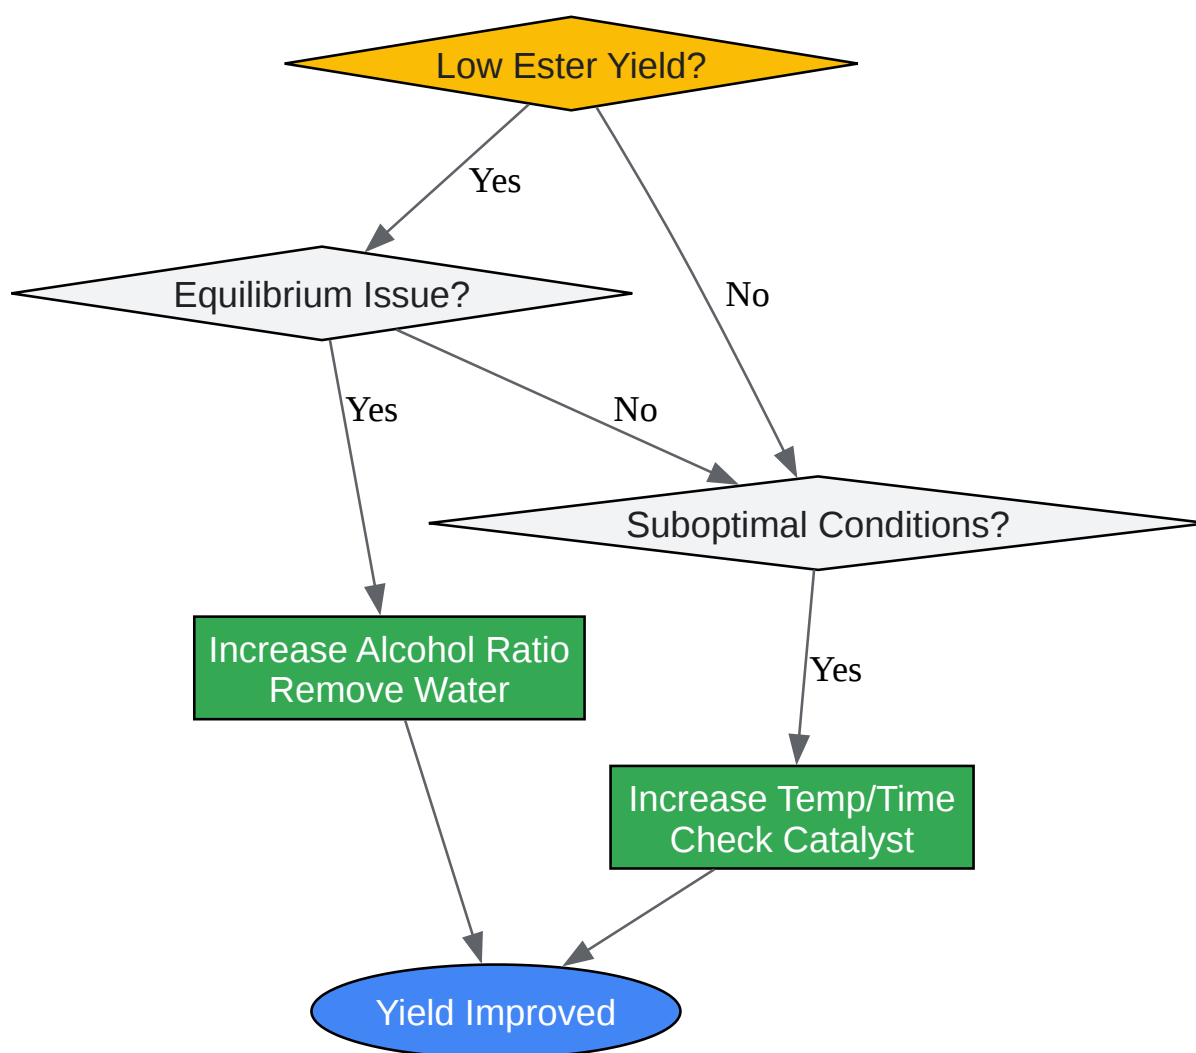 Low Ester Yield?
Yes
Equilibrium Issue?
No
Yes
No
Suboptimal Conditions?
Increase Alcohol Ratio
Remove Water
Yes
Increase Temp/Time
Check Catalyst
Yield Improved